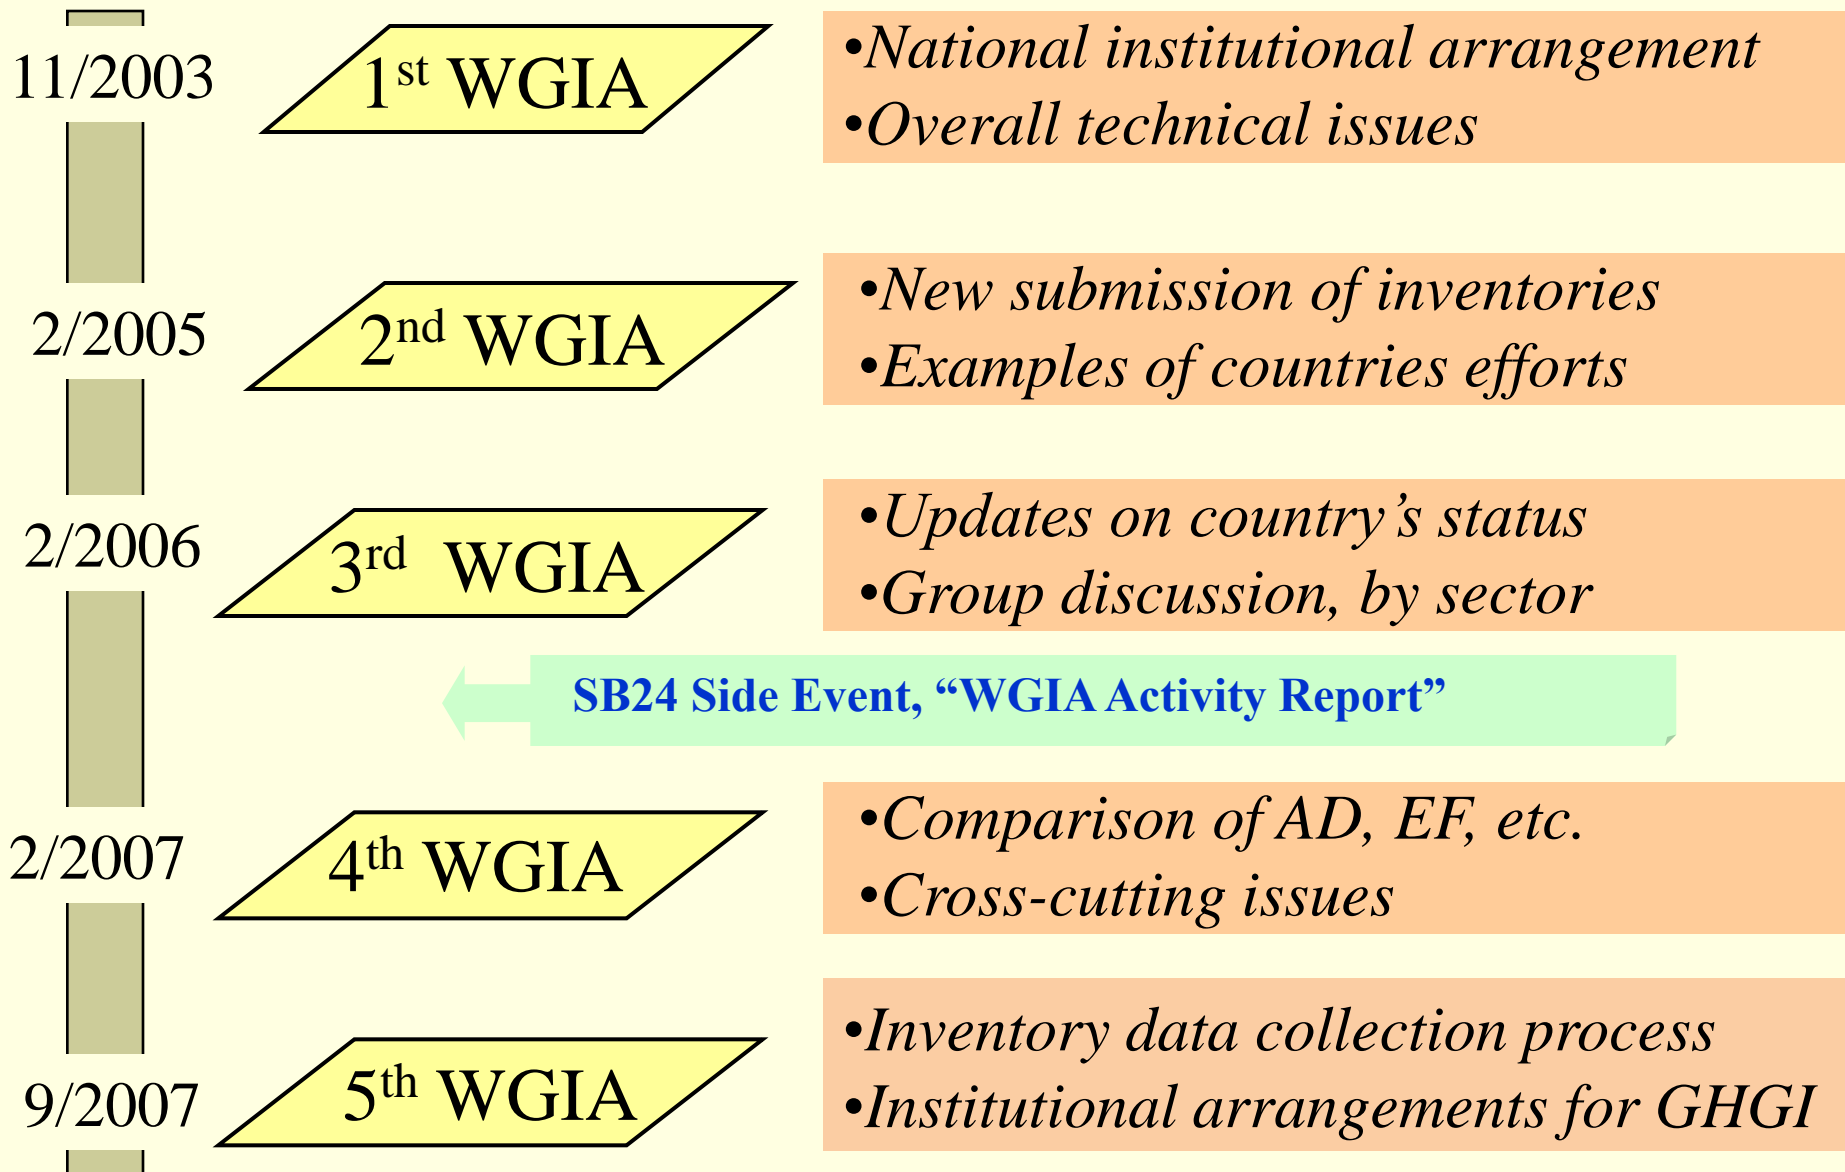 11/2003
1st WGIA
•National institutional arrangement
•Overall technical issues
2/2005
2nd WGIA
•New submission of inventories
•Examples of countries efforts
2/2006
3rd WGIA
•Updates on country’s status
•Group discussion, by sector
SB24 Side Event, “WGIA Activity Report”
2/2007
4th WGIA
•Comparison of AD, EF, etc.
•Cross-cutting issues
9/2007
5th WGIA
•Inventory data collection process
•Institutional arrangements for GHGI